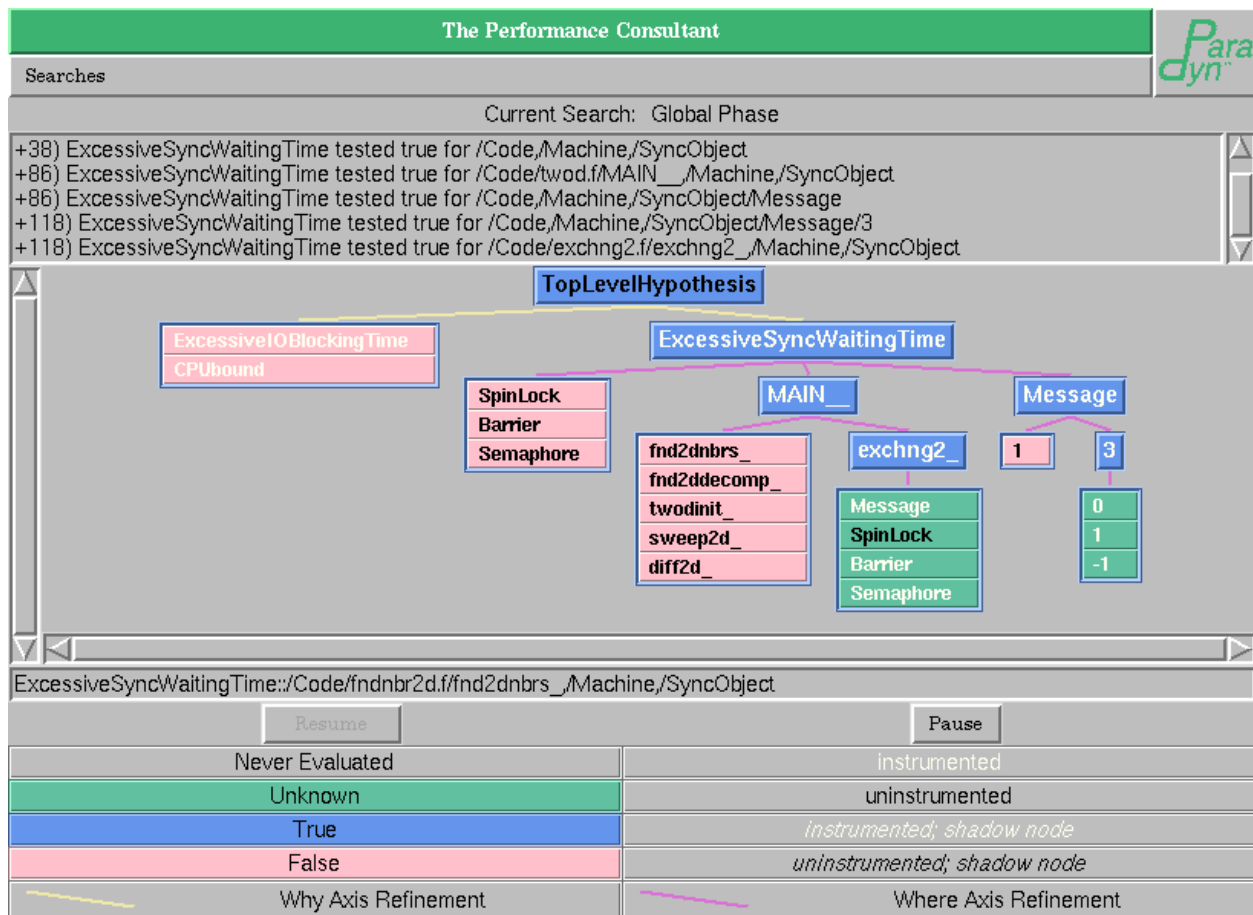 The Performance Consultant
Paradyn™
Searches
Current Search: Global Phase
+38) ExcessiveSyncWaitingTime tested true for /Code,/Machine,/SyncObject
+86) ExcessiveSyncWaitingTime tested true for /Code/twod.f/MAIN__,/Machine,/SyncObject
+86) ExcessiveSyncWaitingTime tested true for /Code,/Machine,/SyncObject/Message
+118) ExcessiveSyncWaitingTime tested true for /Code,/Machine,/SyncObject/Message/3
+118) ExcessiveSyncWaitingTime tested true for /Code/exchng2.f/exchng2_,/Machine,/SyncObject
TopLevelHypothesis
ExcessiveIOBlockingTime
CPUbound
ExcessiveSyncWaitingTime
SpinLock
Barrier
Semaphore
MAIN__
Message
fnd2dnbrs_
fnd2ddecomp_
twodinit_
sweep2d_
diff2d_
exchng2_
1
3
Message
SpinLock
Barrier
Semaphore
0
1
-1
ExcessiveSyncWaitingTime::/Code/fndnbr2d.f/fnd2dnbrs_,/Machine,/SyncObject
Resume
Pause
Never Evaluated
instrumented
Unknown
uninstrumented
True
instrumented; shadow node
False
uninstrumented; shadow node
Why Axis Refinement
Where Axis Refinement